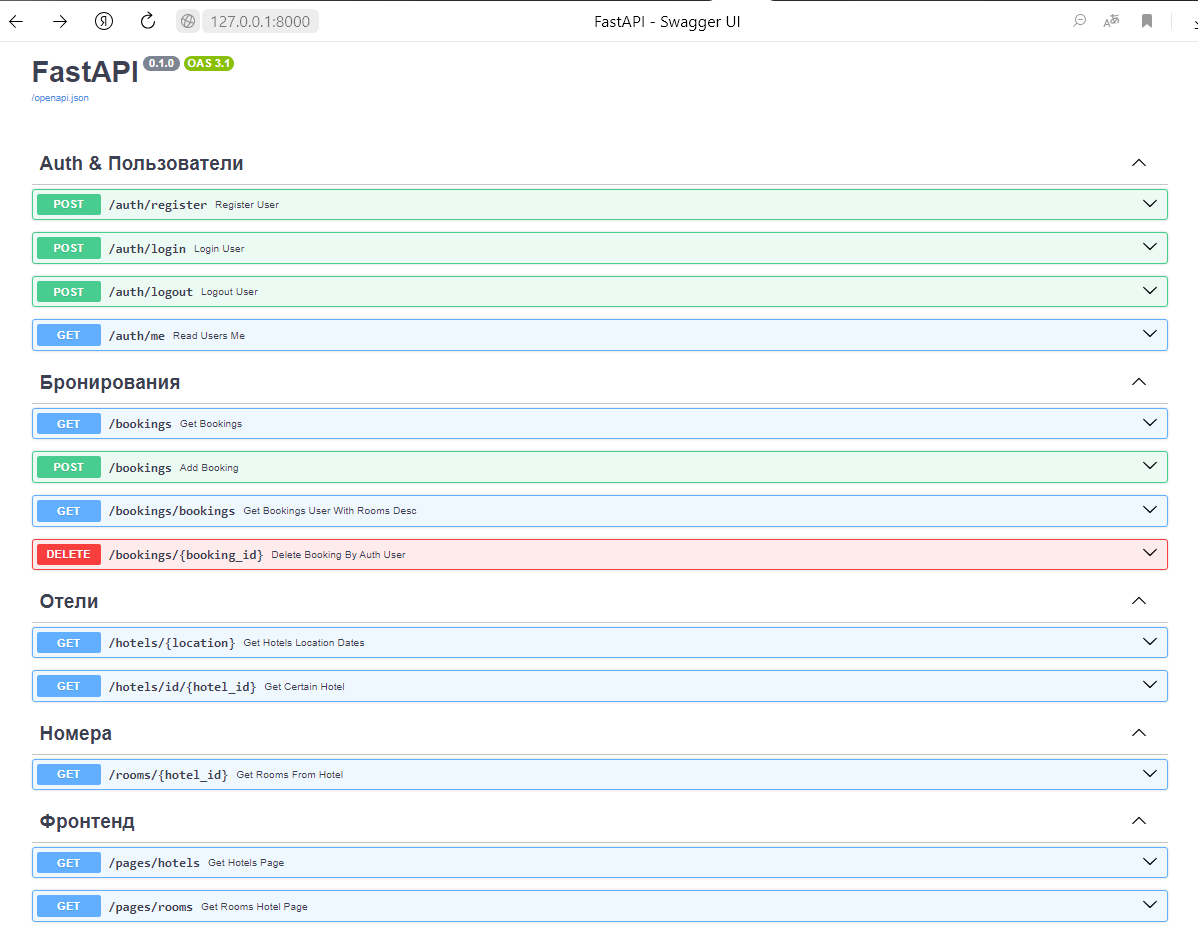 127.0.0.1:8000 FastAPI - Swagger UI
FastAPI 0.1.0 OAS 3.1
/openapi.json
Auth & Пользователи
POST /auth/register Register User
POST /auth/login Login User
POST /auth/logout Logout User
GET /auth/me Read Users Me
Бронирования
GET /bookings Get Bookings
POST /bookings Add Booking
GET /bookings/bookings Get Bookings User With Rooms Desc
DELETE /bookings/{booking_id} Delete Booking By Auth User
Отели
GET /hotels/{location} Get Hotels Location Dates
GET /hotels/id/{hotel_id} Get Certain Hotel
Номера
GET /rooms/{hotel_id} Get Rooms From Hotel
Фронтенд
GET /pages/hotels Get Hotels Page
GET /pages/rooms Get Rooms Hotel Page